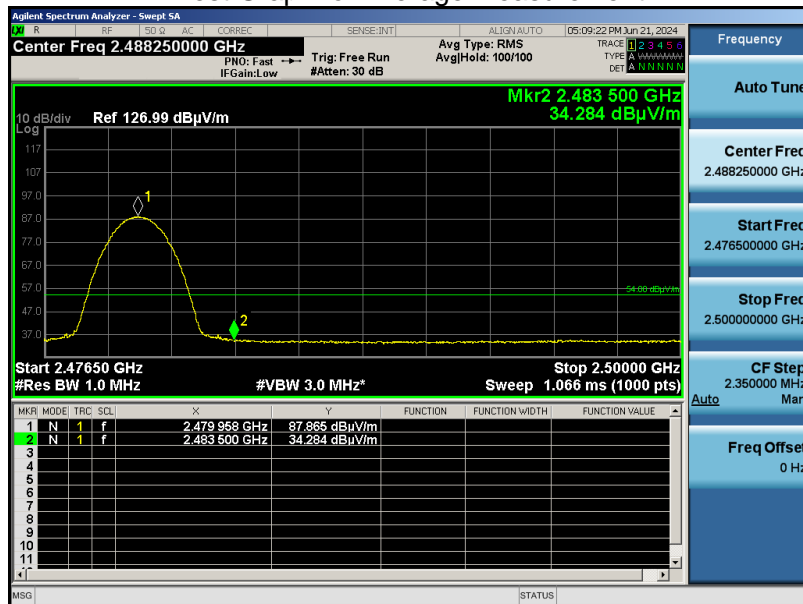 Agilent Spectrum Analyzer - Swept SA
LXI R RF 50 Ω AC CORREC SENSE:INT ALIGN AUTO 05:09:22 PM Jun 21, 2024
Center Freq 2.488250000 GHz
PNO: Fast
IFGain:Low
Trig: Free Run
#Atten: 30 dB
Avg Type: RMS
Avg|Hold: 100/100
TRACE 1 2 3 4 5 6
TYPE A WWWWW
DET A N N N N N
Mkr2 2.483 500 GHz
34.284 dBµV/m
10 dB/div Ref 126.99 dBµV/m
Log
117
107
97.0
87.0
77.0
67.0
57.0
47.0
37.0
1
2
54.00 dBµV/m
Start 2.47650 GHz Stop 2.50000 GHz
#Res BW 1.0 MHz #VBW 3.0 MHz* Sweep 1.066 ms (1000 pts)
MKR MODE TRC SCL X Y FUNCTION FUNCTION WIDTH FUNCTION VALUE
1 N 1 f 2.479 958 GHz 87.865 dBµV/m
2 N 1 f 2.483 500 GHz 34.284 dBµV/m
3
4
5
6
7
8
9
10
11
MSG STATUS
Frequency
Auto Tune
Center Freq
2.488250000 GHz
Start Freq
2.476500000 GHz
Stop Freq
2.500000000 GHz
CF Step
2.350000 MHz
Auto Man
Freq Offset
0 Hz